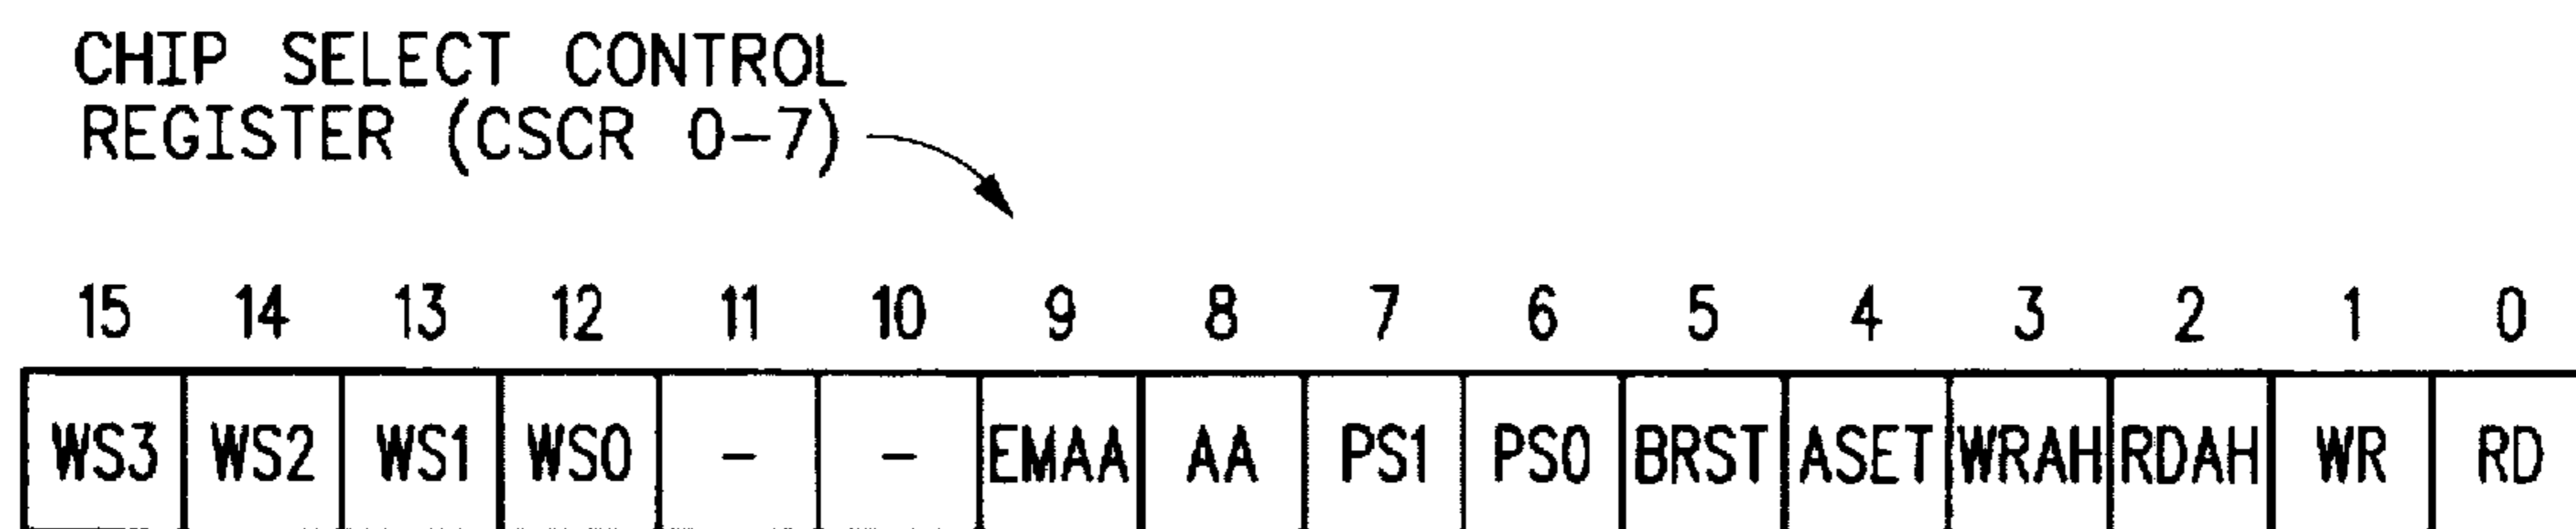 CHIP SELECT CONTROL
REGISTER (CSCR 0-7)
15 14 13 12 11 10 9 8 7 6 5 4 3 2 1 0
WS3 WS2 WS1 WS0 - - EMAA AA PS1 PS0 BRST ASET WRAH RDAH WR RD